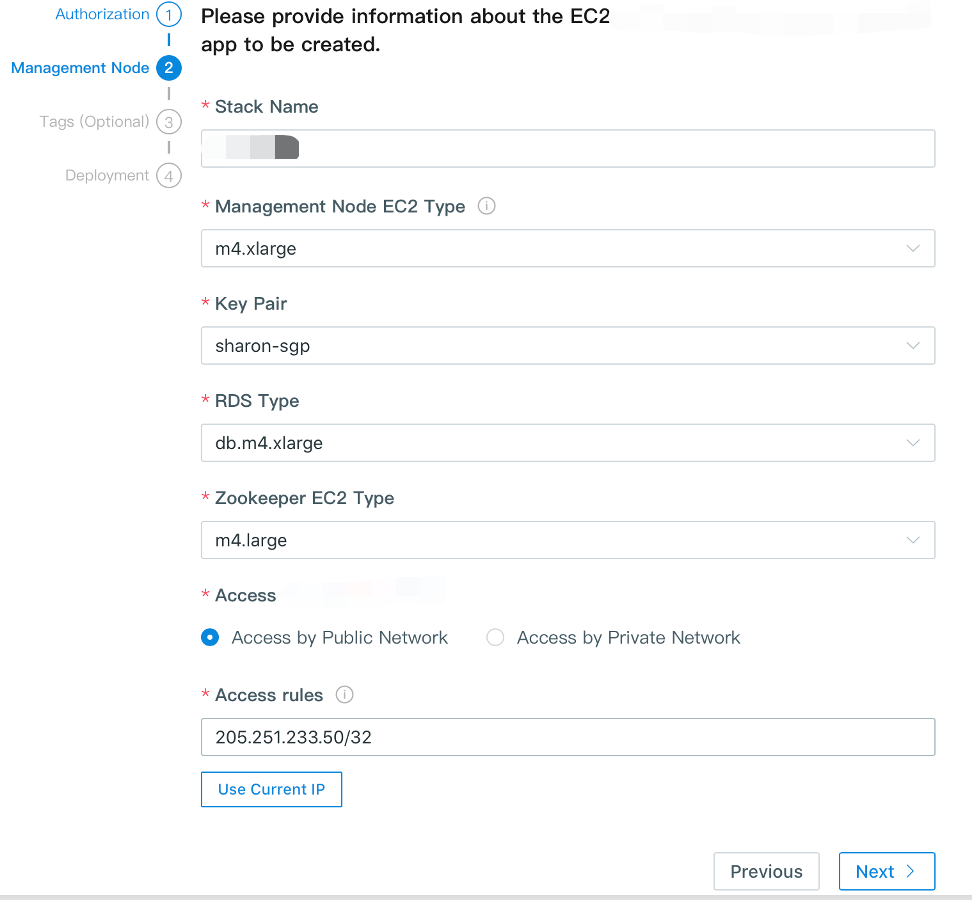 Authorization 1
Management Node 2
Tags (Optional) 3
Deployment 4
Please provide information about the EC2
app to be created.
* Stack Name
* Management Node EC2 Type i
m4.xlarge
* Key Pair
sharon-sgp
* RDS Type
db.m4.xlarge
* Zookeeper EC2 Type
m4.large
* Access
Access by Public Network Access by Private Network
* Access rules i
205.251.233.50/32
Use Current IP
Previous Next >